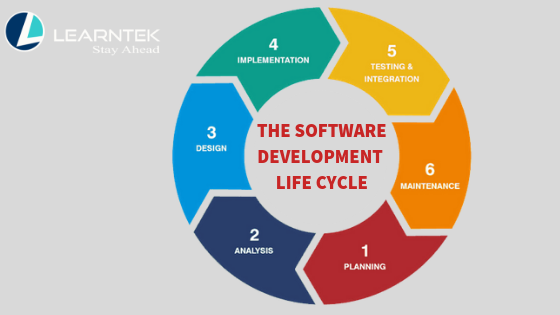 LEARNTEK
Stay Ahead
THE SOFTWARE
DEVELOPMENT
LIFE CYCLE
1
PLANNING
2
ANALYSIS
3
DESIGN
4
IMPLEMENTATION
5
TESTING &
INTEGRATION
6
MAINTENANCE